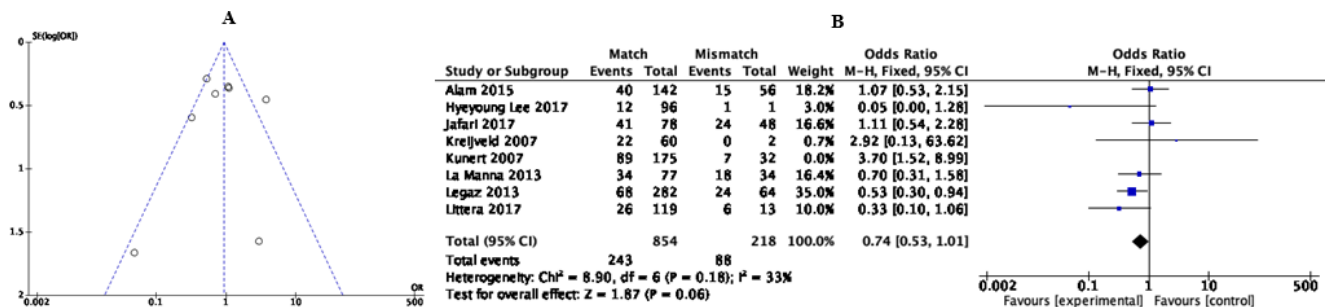 A
SE(log[OR])
0
0.5
1
1.5
2
OR
0.002 0.1 1 10 500
B
Match Mismatch Odds Ratio Odds Ratio
Study or Subgroup Events Total Events Total Weight M-H, Fixed, 95% CI M-H, Fixed, 95% CI
Alam 2015 40 142 15 56 18.2% 1.07 [0.53, 2.15]
Hyeyoung Lee 2017 12 96 1 1 3.0% 0.05 [0.00, 1.28]
Jafari 2017 41 78 24 48 16.6% 1.11 [0.54, 2.28]
Kreijveld 2007 22 60 0 2 0.7% 2.92 [0.13, 63.62]
Kunert 2007 89 175 7 32 0.0% 3.70 [1.52, 8.99]
La Manna 2013 34 77 18 34 16.4% 0.70 [0.31, 1.58]
Legaz 2013 68 282 24 64 35.0% 0.53 [0.30, 0.94]
Littera 2017 26 119 6 13 10.0% 0.33 [0.10, 1.06]
Total (95% CI) 854 218 100.0% 0.74 [0.53, 1.01]
Total events 243 88
Heterogeneity: Chi² = 8.90, df = 6 (P = 0.18); I² = 33%
Test for overall effect: Z = 1.87 (P = 0.06)
0.002 0.1 1 10 500
Favours [experimental] Favours [control]